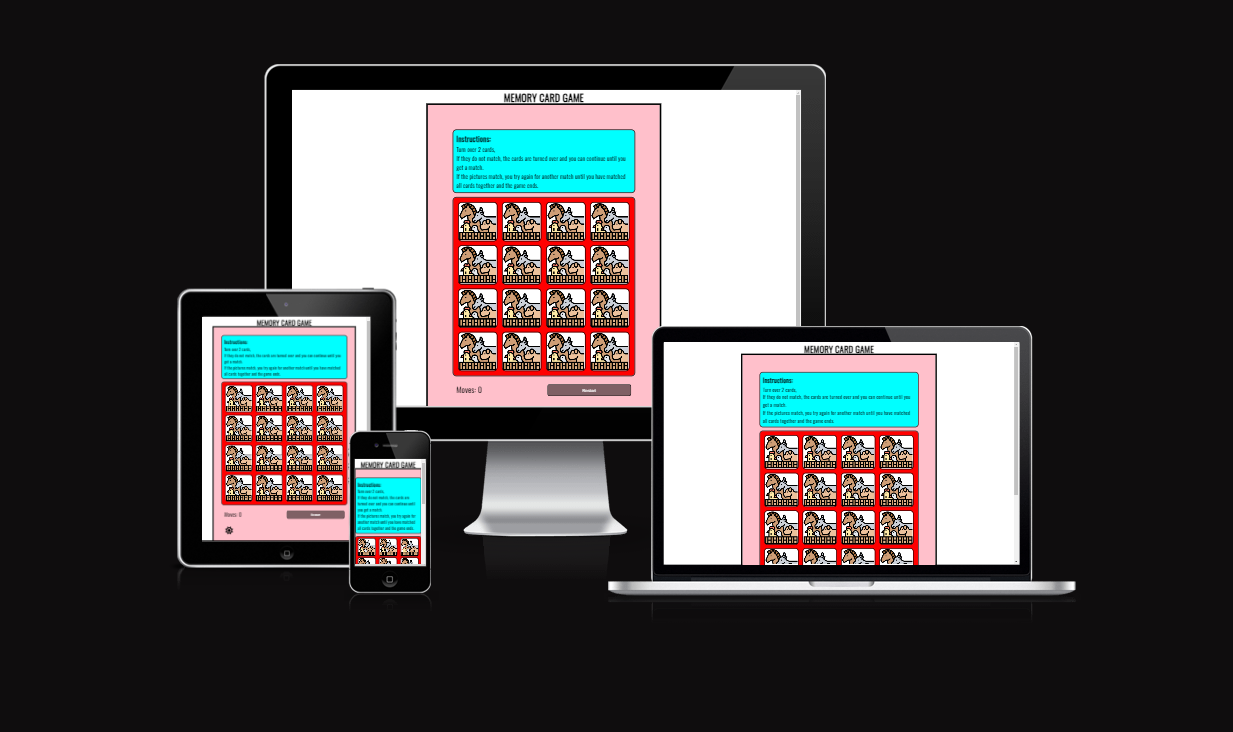 MEMORY CARD GAME
Instructions:
Turn over 2 cards,
If they do not match, the cards are turned over and you can continue until you
get a match.
If the pictures match, you try again for another match until you have matched
all cards together and the game ends.
Moves: 0
Restart
MEMORY CARD GAME
Instructions:
Turn over 2 cards,
If they do not match, the cards are turned over and you can continue until you
get a match.
If the pictures match, you try again for another match until you have matched
all cards together and the game ends.
Moves: 0
Restart
MEMORY CARD GAME
Instructions:
Turn over 2 cards,
If they do not match, the cards are
turned over and you can continue until
you get a match.
If the pictures match, you try again for
another match until you have matched
all cards together and the game ends.
MEMORY CARD GAME
Instructions:
Turn over 2 cards,
If they do not match, the cards are turned over and you can continue until you
get a match.
If the pictures match, you try again for another match until you have matched
all cards together and the game ends.